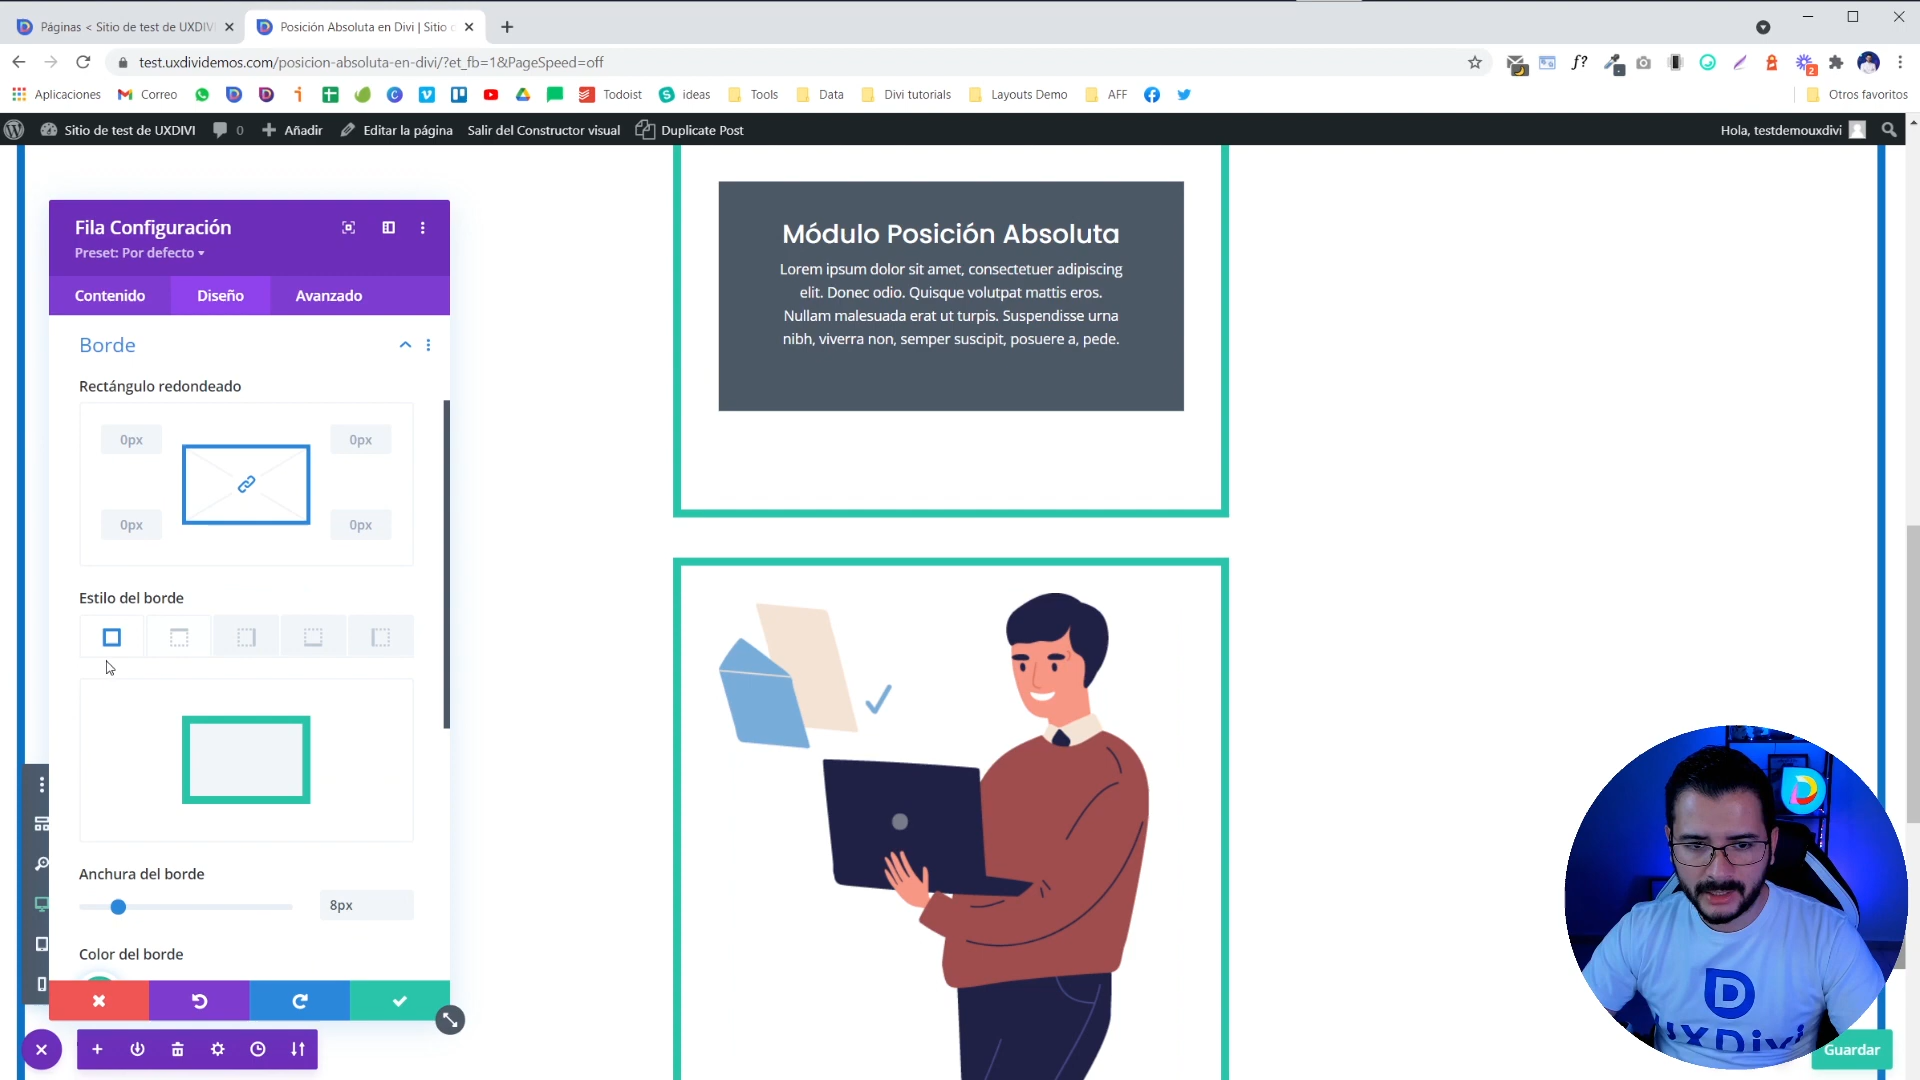 Páginas < Sitio de test de UXDIVI
Posición Absoluta en Divi | Sitio
test.uxdividemos.com/posicion-absoluta-en-divi/?et_fb=1&PageSpeed=off
f?
2
Aplicaciones
Correo
Todoist
ideas
Tools
Data
Divi tutorials
Layouts Demo
AFF
Otros favoritos
Sitio de test de UXDIVI
0
Añadir
Editar la página
Salir del Constructor visual
Duplicate Post
Hola, testdemouxdivi
Fila Configuración
Preset: Por defecto
Contenido
Diseño
Avanzado
Borde
Rectángulo redondeado
0px
0px
0px
0px
Estilo del borde
Anchura del borde
8px
Color del borde
Módulo Posición Absoluta
Lorem ipsum dolor sit amet, consectetuer adipiscing
elit. Donec odio. Quisque volutpat mattis eros.
Nullam malesuada erat ut turpis. Suspendisse urna
nibh, viverra non, semper suscipit, posuere a, pede.
UXDivi
Guardar